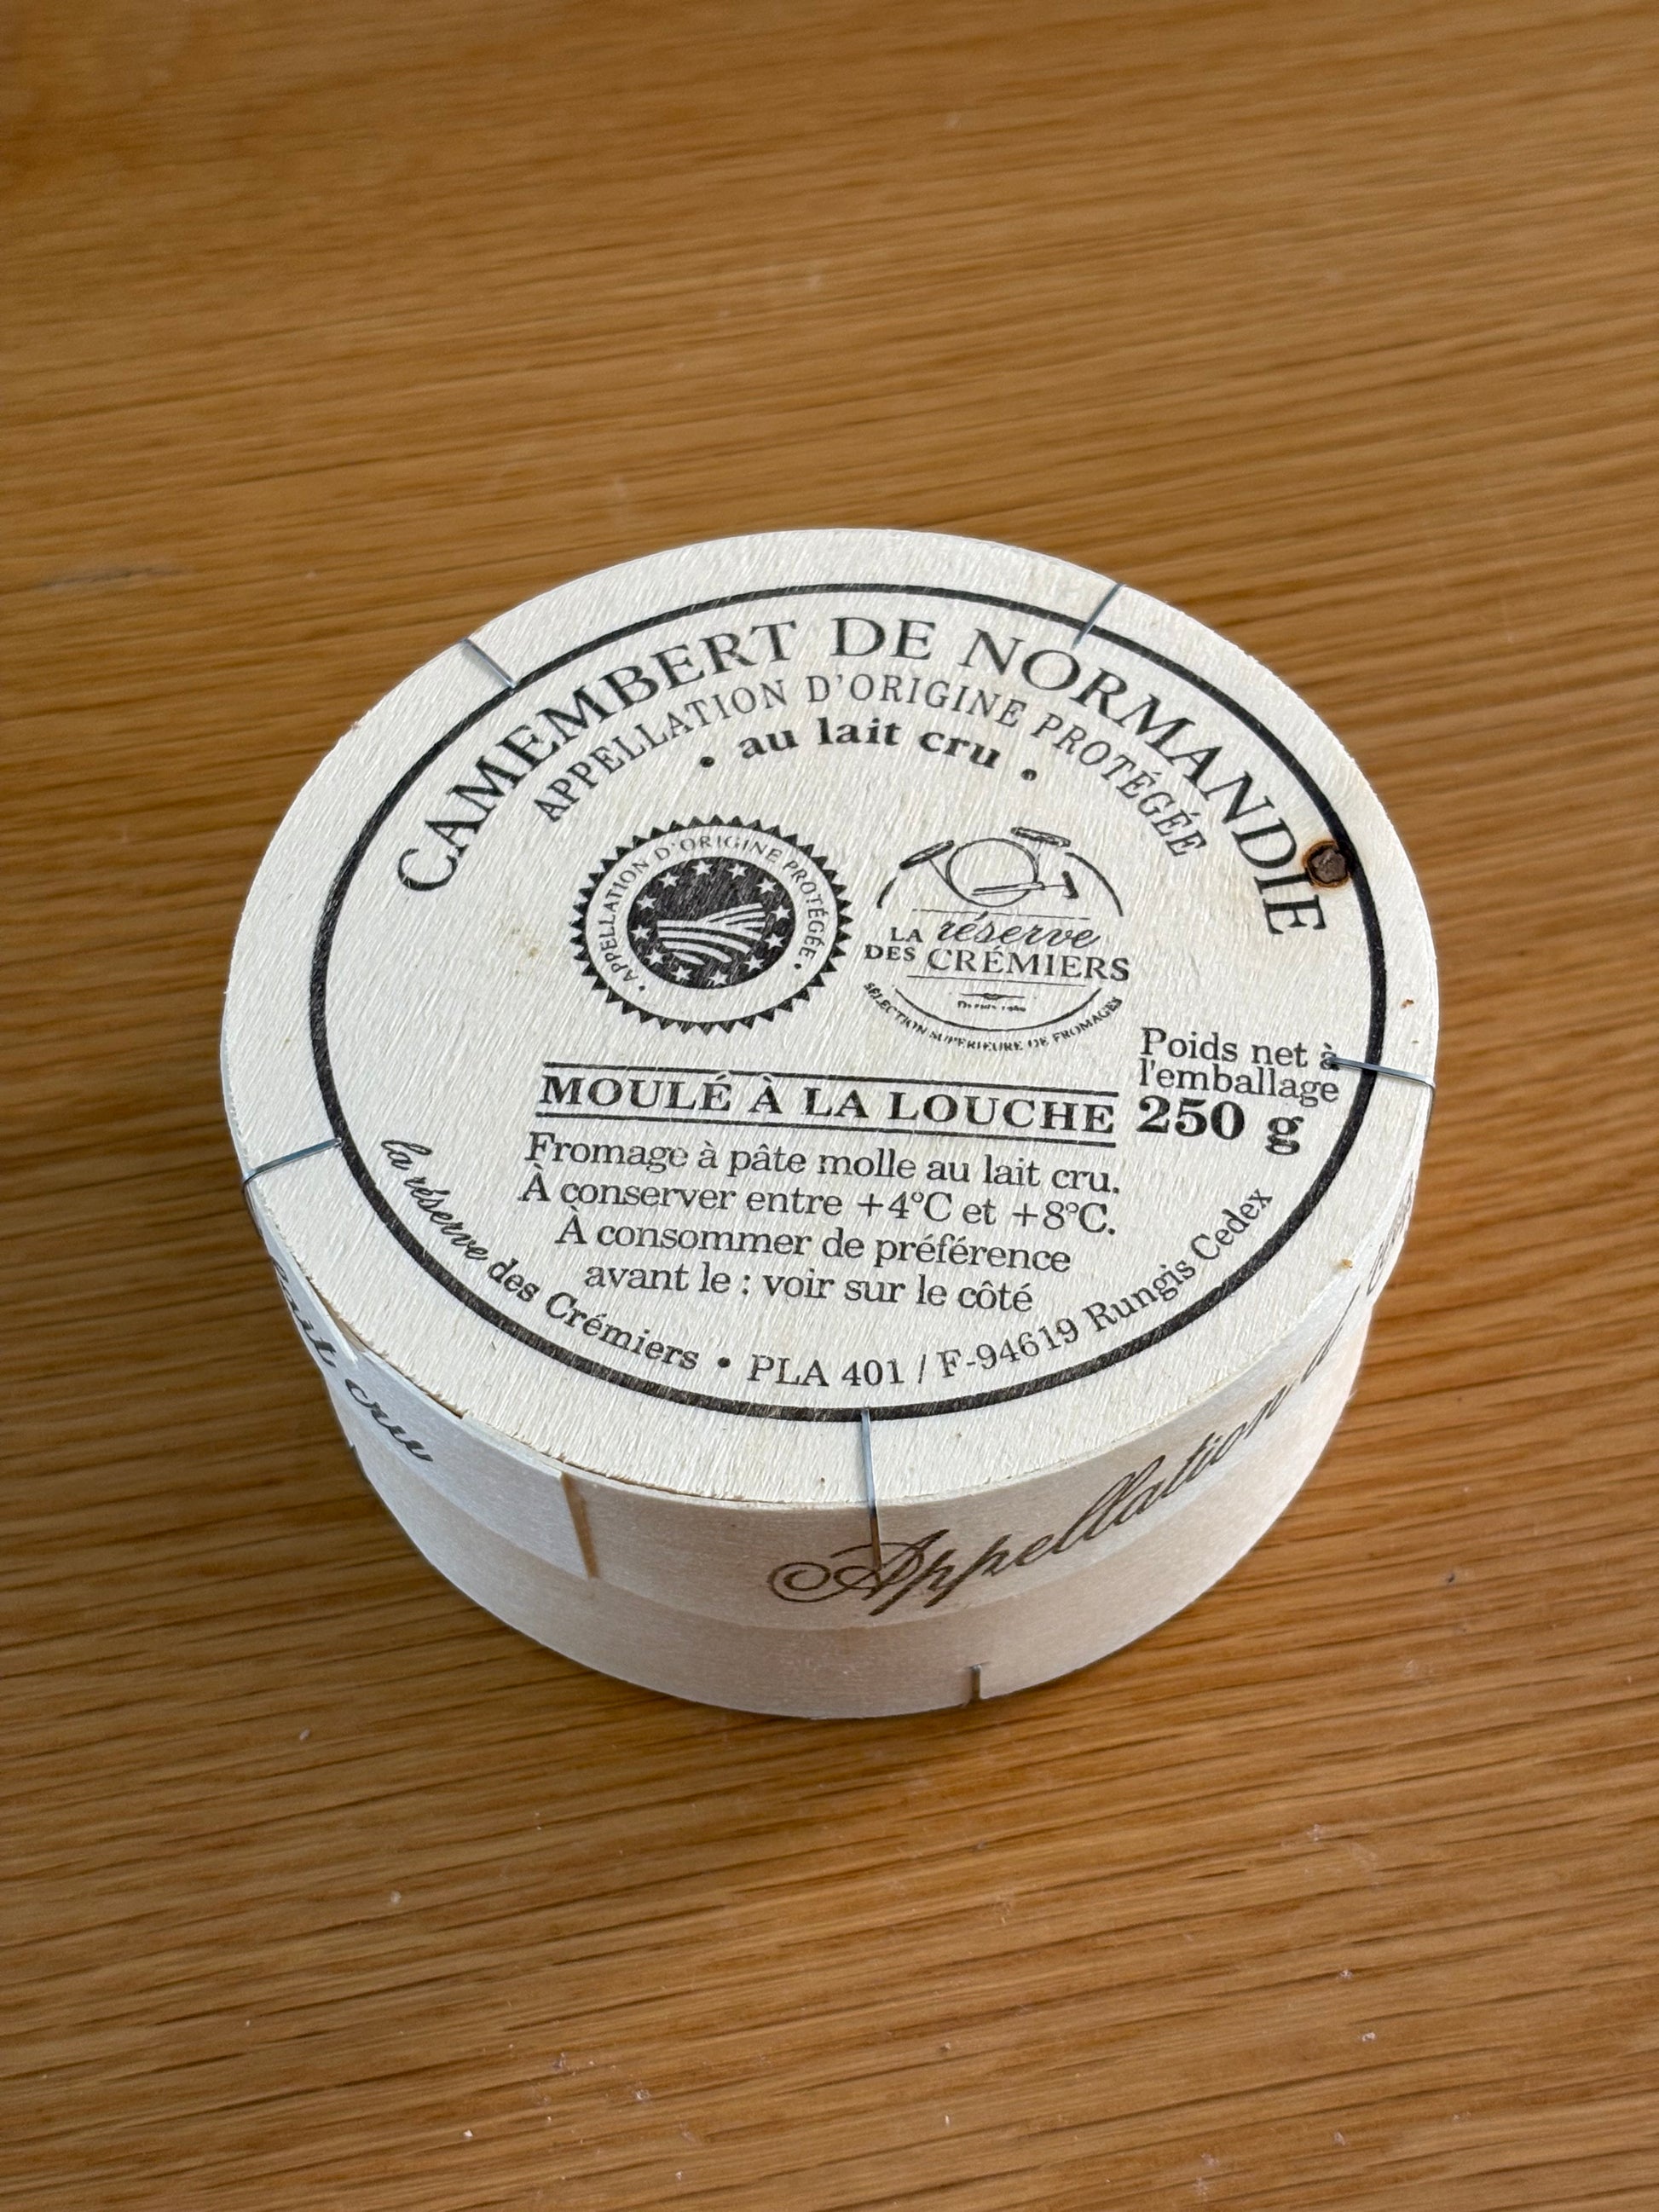 CAMEMBERT DE NORMANDIE
APPELLATION D'ORIGINE PROTÉGÉE
• au lait cru •
• APPELLATION D'ORIGINE PROTÉGÉE •
LA réserve
DES CRÉMIERS
SÉLECTION SUPÉRIEURE DE FROMAGES
MOULÉ À LA LOUCHE
Poids net à
l'emballage
250 g
Fromage à pâte molle au lait cru.
À conserver entre +4°C et +8°C.
À consommer de préférence
avant le : voir sur le côté
la réserve des Crémiers • PLA 401 / F-94619 Rungis Cedex
lait cru
Appellation